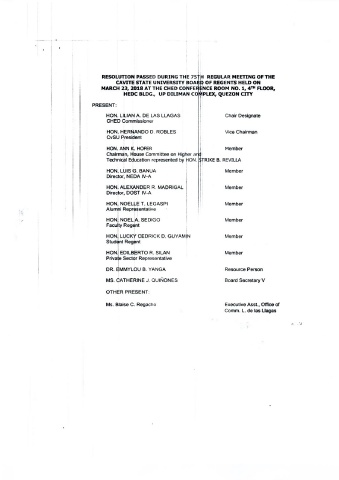 RESOLUTION PASSED DURING THE 75TH REGULAR MEETING OF THE
CAVITE STATE UNIVERSITY BOARD OF REGENTS HELD ON
MARCH 22, 2018 AT THE CHED CONFERENCE ROOM NO. 1, 4TH FLOOR,
HEDC BLDG., UP DILIMAN COMPLEX, QUEZON CITY
PRESENT:
HON. LILIAN A. DE LAS LLAGAS Chair Designate
CHED Commissioner
HON. HERNANDO D. ROBLES Vice Chairman
CvSU President
HON. ANN K. HOFER Member
Chairman, House Committee on Higher and
Technical Education represented by HON. STRIKE B. REVILLA
HON. LUIS G. BANUA Member
Director, NEDA IV-A
HON. ALEXANDER R. MADRIGAL Member
Director, DOST IV-A
HON. NOELLE T. LEGASPI Member
Alumni Representative
HON. NOEL A. SEDIGO Member
Faculty Regent
HON. LUCKY CEDRICK D. GUYAMIN Member
Student Regent
HON. EDILBERTO R. SILAN Member
Private Sector Representative
DR. EMMYLOU B. YANGA Resource Person
MS. CATHERINE J. QUIÑONES Board Secretary V
OTHER PRESENT:
Ms. Blaise C. Regacho Executive Asst., Office of
Comm. L. de las Llagas